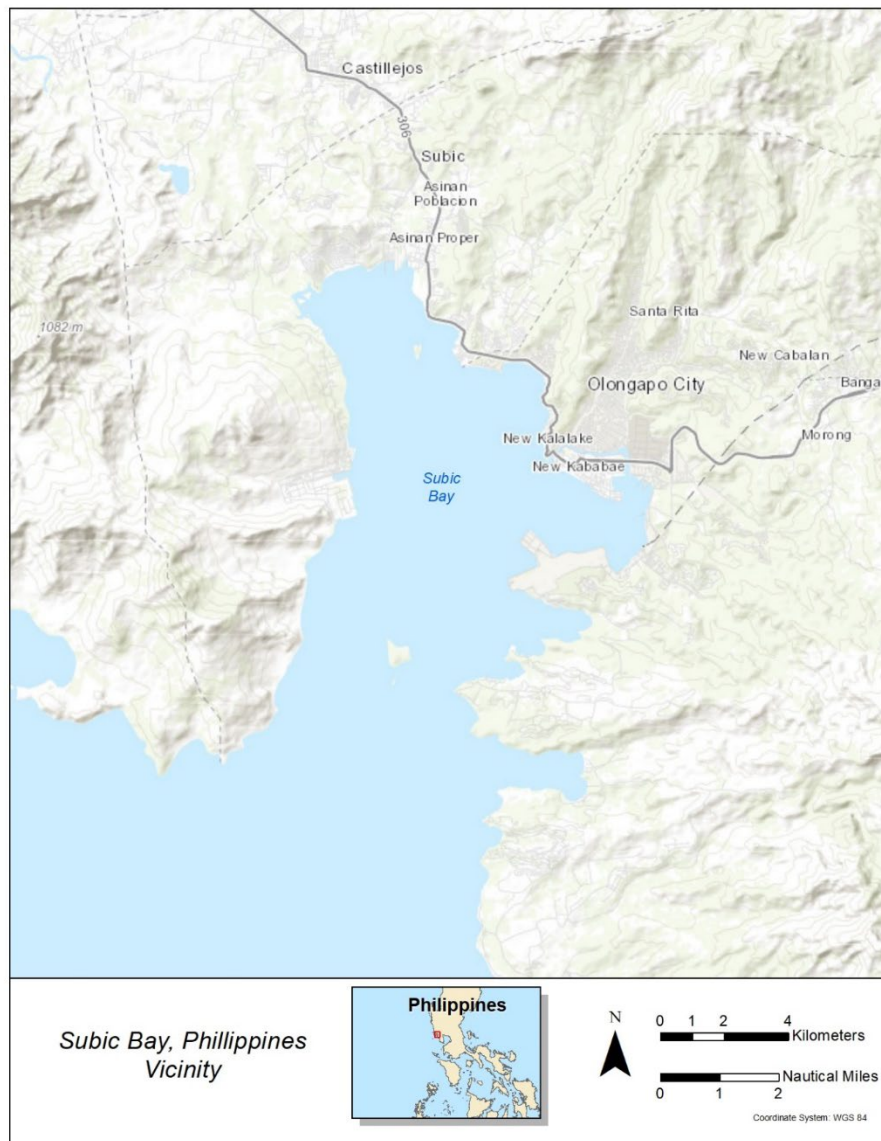 Castillejos
306
Subic
Asinan
Poblacion
Asinan Proper
1082 m
Santa Rita
New Cabalan
Olongapo City
Banga
New Kalalake
Morong
New Kababae
Subic
Bay
Subic Bay, Phillippines
Vicinity
Philippines
N
0 1 2 4
Kilometers
Nautical Miles
0 1 2
Coordinate System: WGS 84